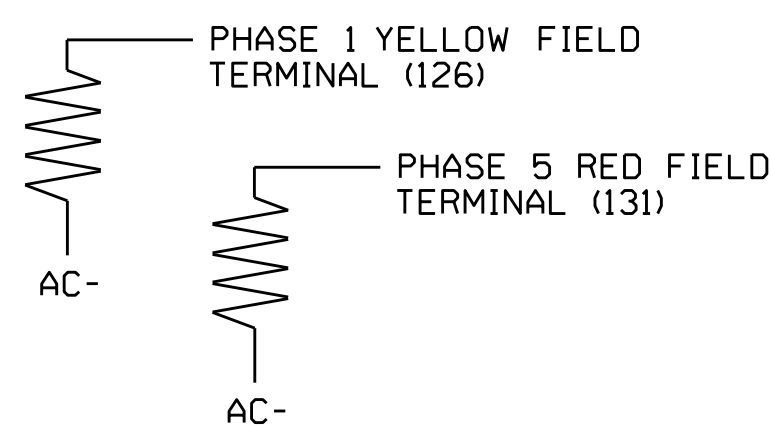 PHASE 1 YELLOW FIELD
TERMINAL (126)
AC-
PHASE 5 RED FIELD
TERMINAL (131)
AC-